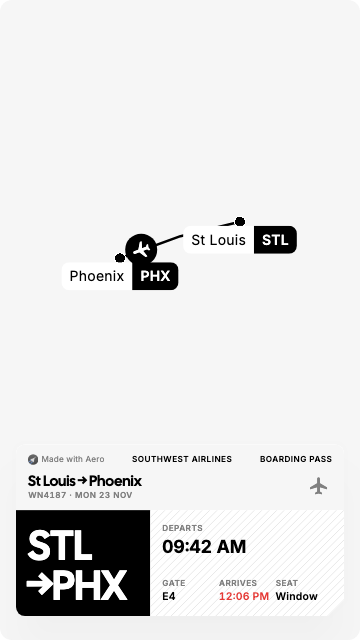 St Louis STL
Phoenix PHX
Made with Aero SOUTHWEST AIRLINES BOARDING PASS
St Louis → Phoenix
WN4187 · MON 23 NOV
STL
→PHX
DEPARTS
09:42 AM
GATE ARRIVES SEAT
E4 12:06 PM Window